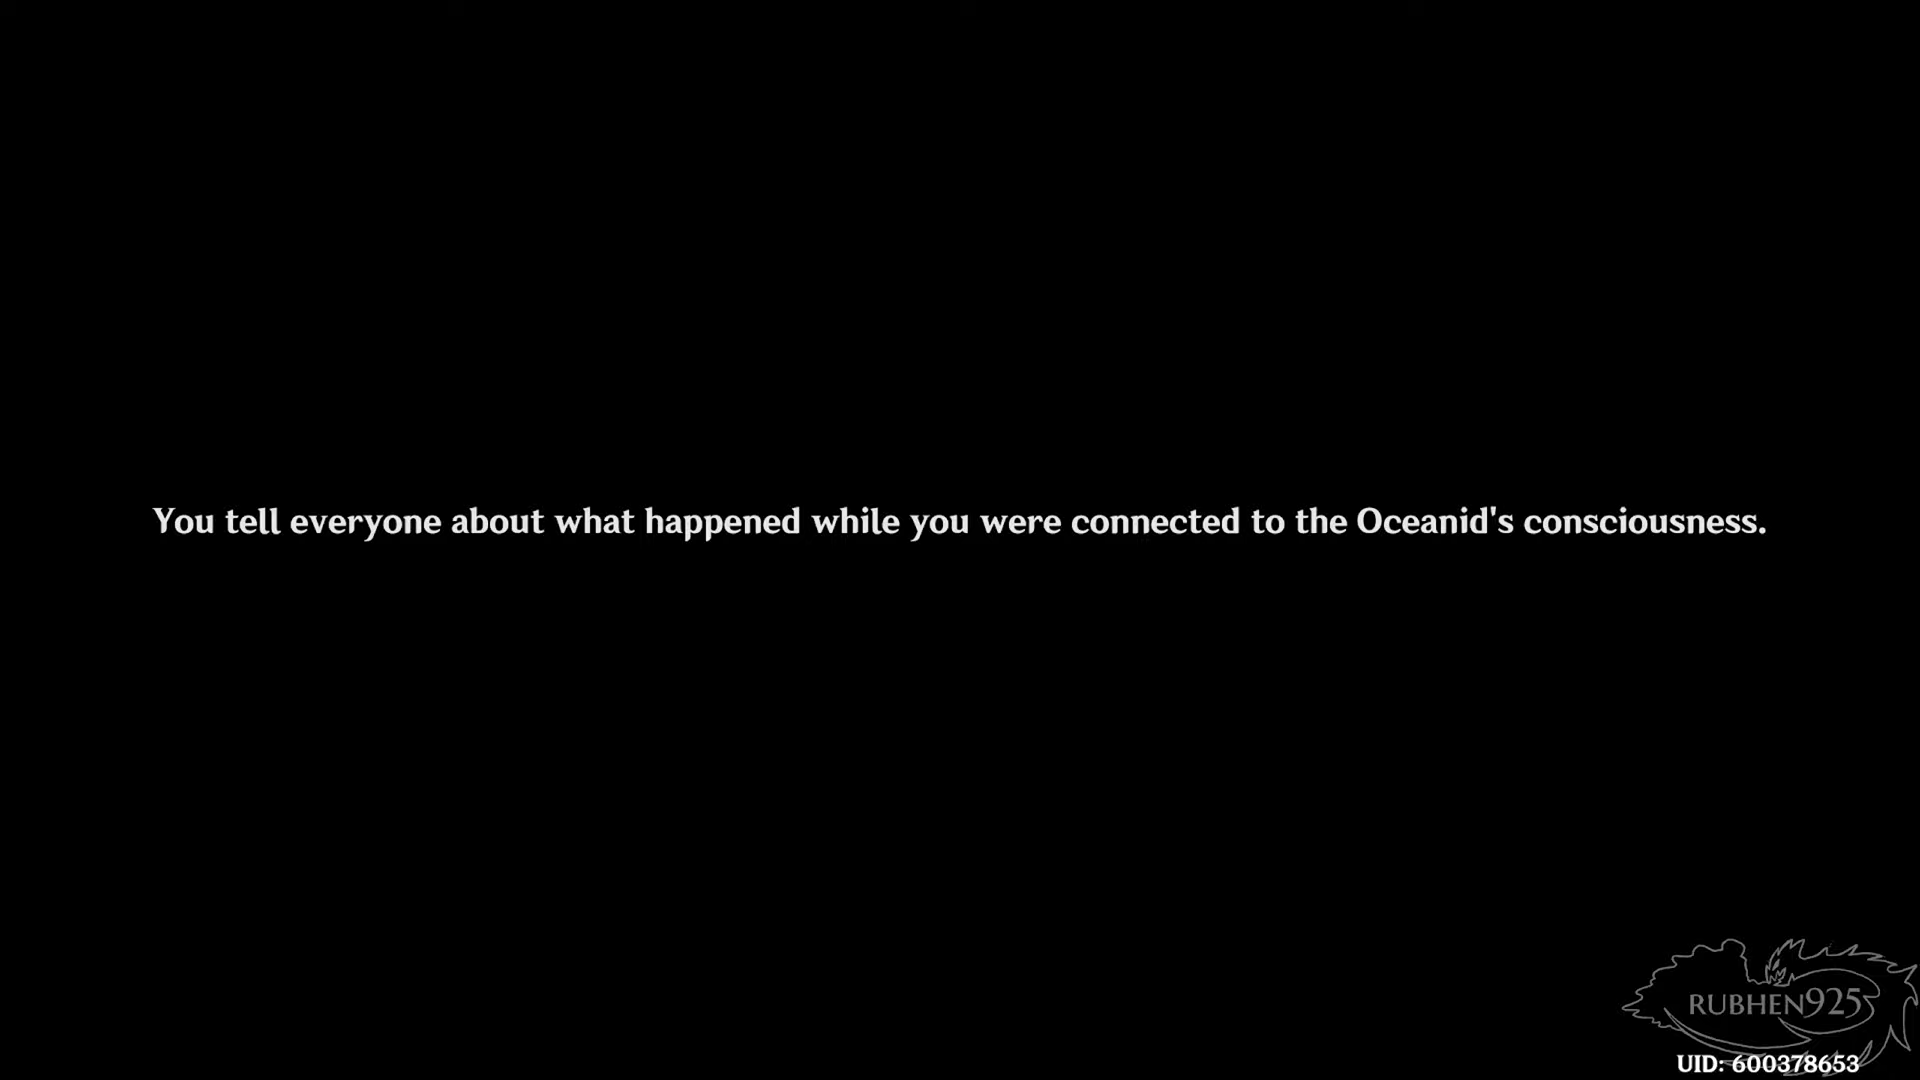 You tell everyone about what happened while you were connected to the Oceanid's consciousness.
RUBHEN925
UID: 600378653